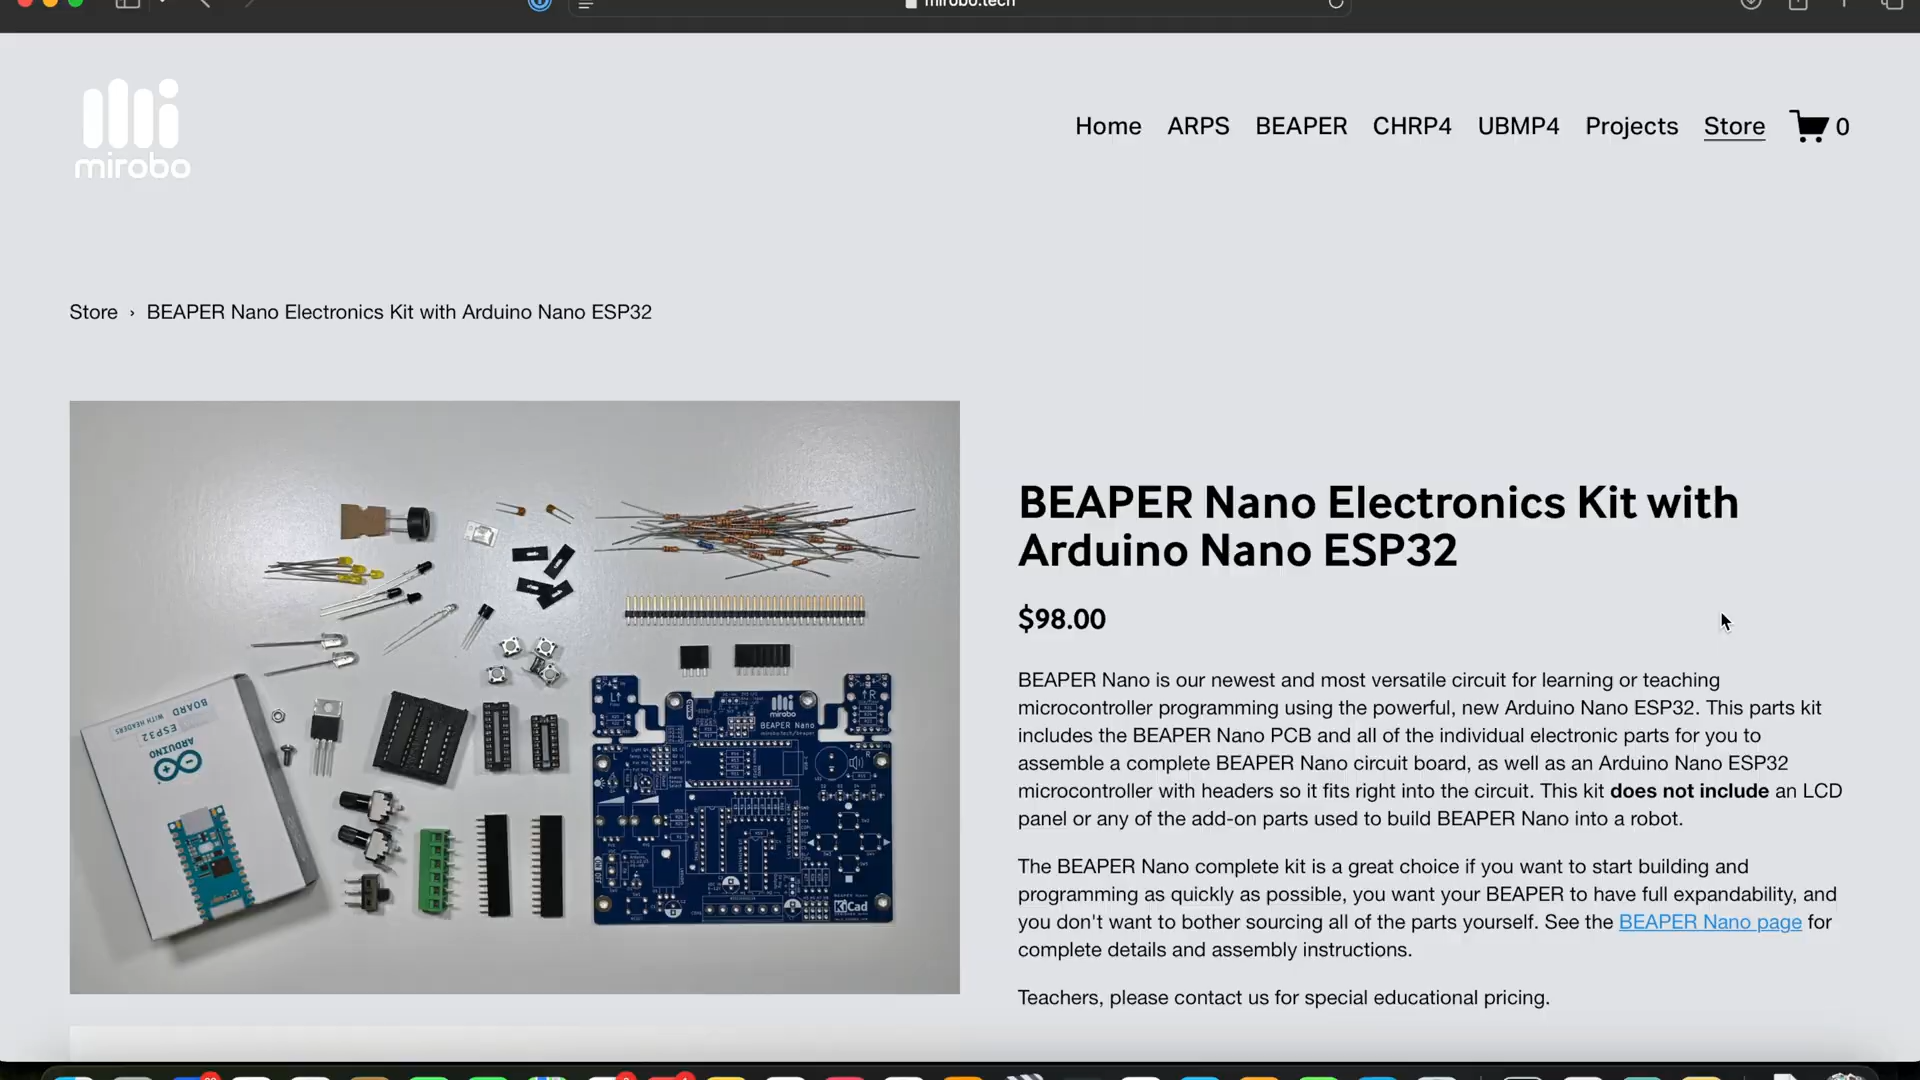 mirobo.tech
mirobo
Home ARPS BEAPER CHRP4 UBMP4 Projects Store 0
Store › BEAPER Nano Electronics Kit with Arduino Nano ESP32
BEAPER Nano Electronics Kit with
Arduino Nano ESP32
$98.00
BEAPER Nano is our newest and most versatile circuit for learning or teaching
microcontroller programming using the powerful, new Arduino Nano ESP32. This parts kit
includes the BEAPER Nano PCB and all of the individual electronic parts for you to
assemble a complete BEAPER Nano circuit board, as well as an Arduino Nano ESP32
microcontroller with headers so it fits right into the circuit. This kit does not include an LCD
panel or any of the add-on parts used to build BEAPER Nano into a robot.
The BEAPER Nano complete kit is a great choice if you want to start building and
programming as quickly as possible, you want your BEAPER to have full expandability, and
you don't want to bother sourcing all of the parts yourself. See the BEAPER Nano page for
complete details and assembly instructions.
Teachers, please contact us for special educational pricing.
BOARD
WITH HEADERS
ESP32
ARDUINO
mirobo
BEAPER Nano
mirobo.tech/beaper
L
R
KiCad